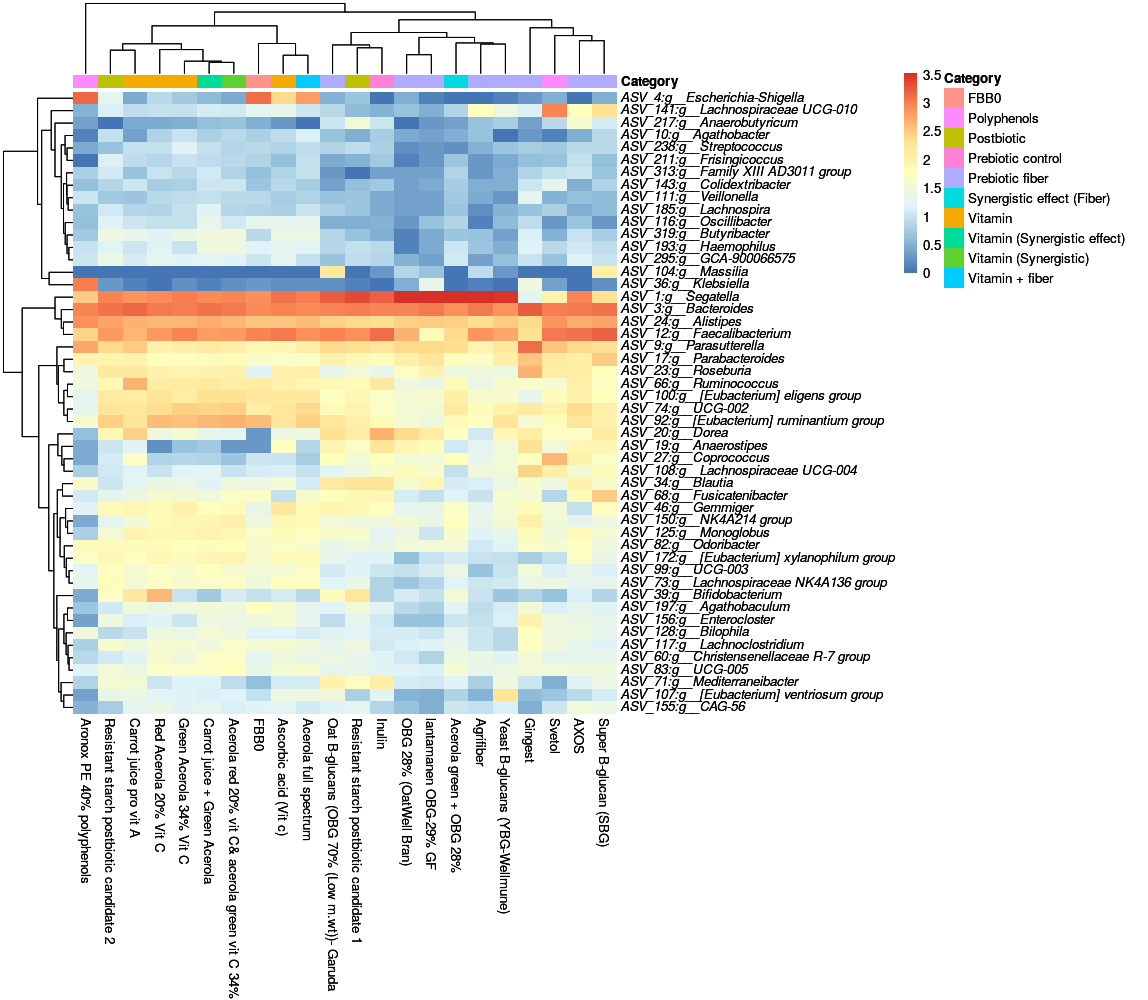 Category
ASV_4:g__Escherichia-Shigella
ASV_141:g__Lachnospiraceae UCG-010
ASV_217:g__Anaerobutyricum
ASV_10:g__Agathobacter
ASV_238:g__Streptococcus
ASV_211:g__Frisingicoccus
ASV_313:g__Family XIII AD3011 group
ASV_143:g__Colidextribacter
ASV_111:g__Veillonella
ASV_185:g__Lachnospira
ASV_116:g__Oscillibacter
ASV_319:g__Butyribacter
ASV_193:g__Haemophilus
ASV_295:g__GCA-900066575
ASV_104:g__Massilia
ASV_36:g__Klebsiella
ASV_1:g__Segatella
ASV_3:g__Bacteroides
ASV_24:g__Alistipes
ASV_12:g__Faecalibacterium
ASV_9:g__Parasutterella
ASV_17:g__Parabacteroides
ASV_23:g__Roseburia
ASV_66:g__Ruminococcus
ASV_100:g__[Eubacterium] eligens group
ASV_74:g__UCG-002
ASV_92:g__[Eubacterium] ruminantium group
ASV_20:g__Dorea
ASV_19:g__Anaerostipes
ASV_27:g__Coprococcus
ASV_108:g__Lachnospiraceae UCG-004
ASV_34:g__Blautia
ASV_68:g__Fusicatenibacter
ASV_46:g__Gemmiger
ASV_150:g__NK4A214 group
ASV_125:g__Monoglobus
ASV_82:g__Odoribacter
ASV_172:g__[Eubacterium] xylanophilum group
ASV_99:g__UCG-003
ASV_73:g__Lachnospiraceae NK4A136 group
ASV_39:g__Bifidobacterium
ASV_197:g__Agathobaculum
ASV_156:g__Enterocloster
ASV_128:g__Bilophila
ASV_117:g__Lachnoclostridium
ASV_60:g__Christensenellaceae R-7 group
ASV_83:g__UCG-005
ASV_71:g__Mediterraneibacter
ASV_107:g__[Eubacterium] ventriosum group
ASV_155:g__CAG-56
3.5
3
2.5
2
1.5
1
0.5
0
Category
FBB0
Polyphenols
Postbiotic
Prebiotic control
Prebiotic fiber
Synergistic effect (Fiber)
Vitamin
Vitamin (Synergistic effect)
Vitamin (Synergistic)
Vitamin + fiber
Aronox PE 40% polyphenols
Resistant starch postbiotic candidate 2
Carrot juice pro vit A
Red Acerola 20% Vit C
Green Acerola 34% Vit C
Carrot juice + Green Acerola
Acerola red 20% vit C& acerola green vit C 34%
FBB0
Ascorbic acid (Vit c)
Acerola full spectrum
Oat B-glucans (OBG 70% (Low m.wt))- Garuda
Resistant starch postbiotic candidate 1
Inulin
OBG 28% (OatWell Bran)
lantamanen OBG-29% GF
Acerola green + OBG 28%
Agrifiber
Yeast B-glucans (YBG-Wellmune)
Gingest
Svetol
AXOS
Super B-glucan (SBG)